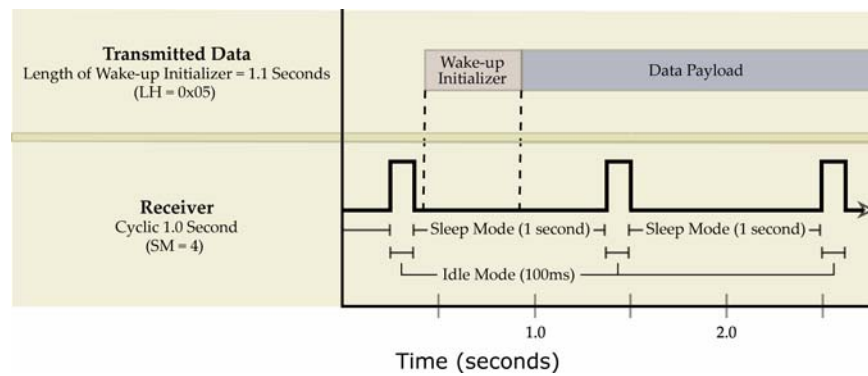 Transmitted Data
Length of Wake-up Initializer = 1.1 Seconds
(LH = 0x05)
Wake-up
Initializer
Data Payload
Receiver
Cyclic 1.0 Second
(SM = 4)
Sleep Mode (1 second)
Sleep Mode (1 second)
Idle Mode (100ms)
1.0
2.0
Time (seconds)